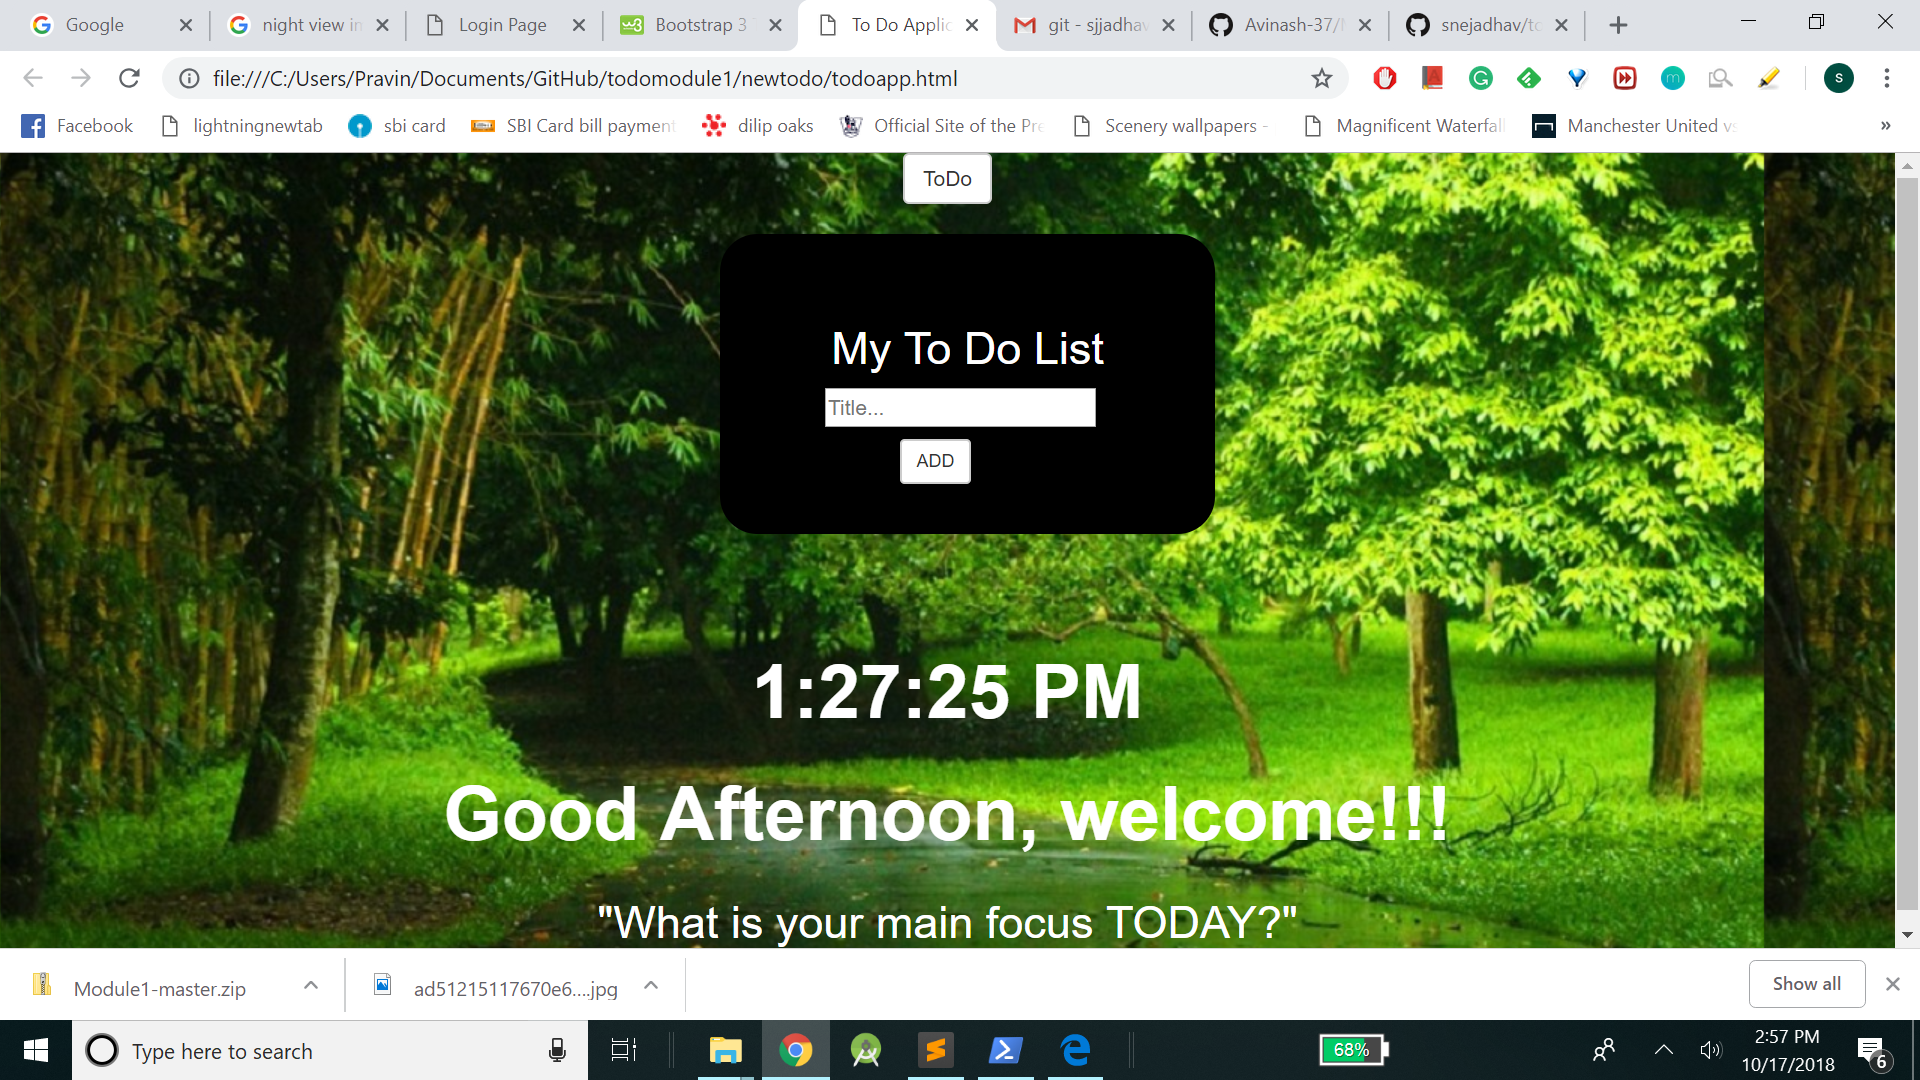 Google
night view in
Login Page
Bootstrap 3
To Do Applic
git - sjjadhav
Avinash-37/
snejadhav/to
file:///C:/Users/Pravin/Documents/GitHub/todomodule1/newtodo/todoapp.html
s
Facebook
lightningnewtab
sbi card
SBI Card bill payment
dilip oaks
Official Site of the Pre
Scenery wallpapers -
Magnificent Waterfall
Manchester United vs
»
ToDo
My To Do List
Title...
ADD
1:27:25 PM
Good Afternoon, welcome!!!
"What is your main focus TODAY?"
Module1-master.zip
ad51215117670e6....jpg
Show all
Type here to search
68%
2:57 PM
10/17/2018
6